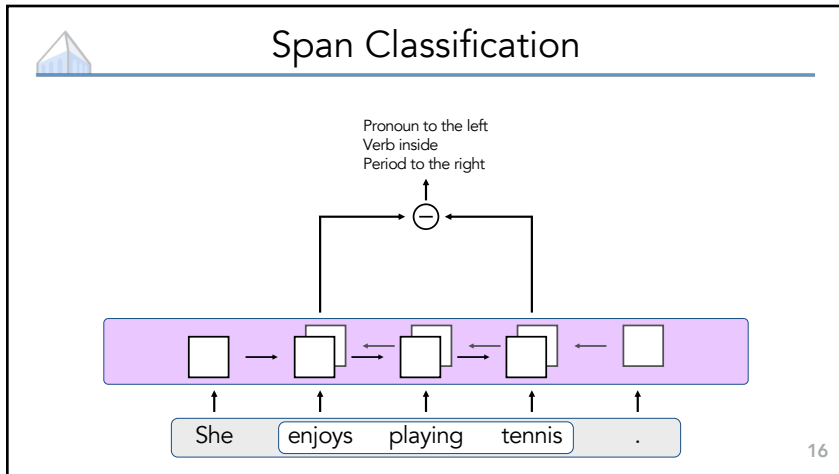 Span Classification
Pronoun to the left
Verb inside
Period to the right
−
She enjoys playing tennis .
16